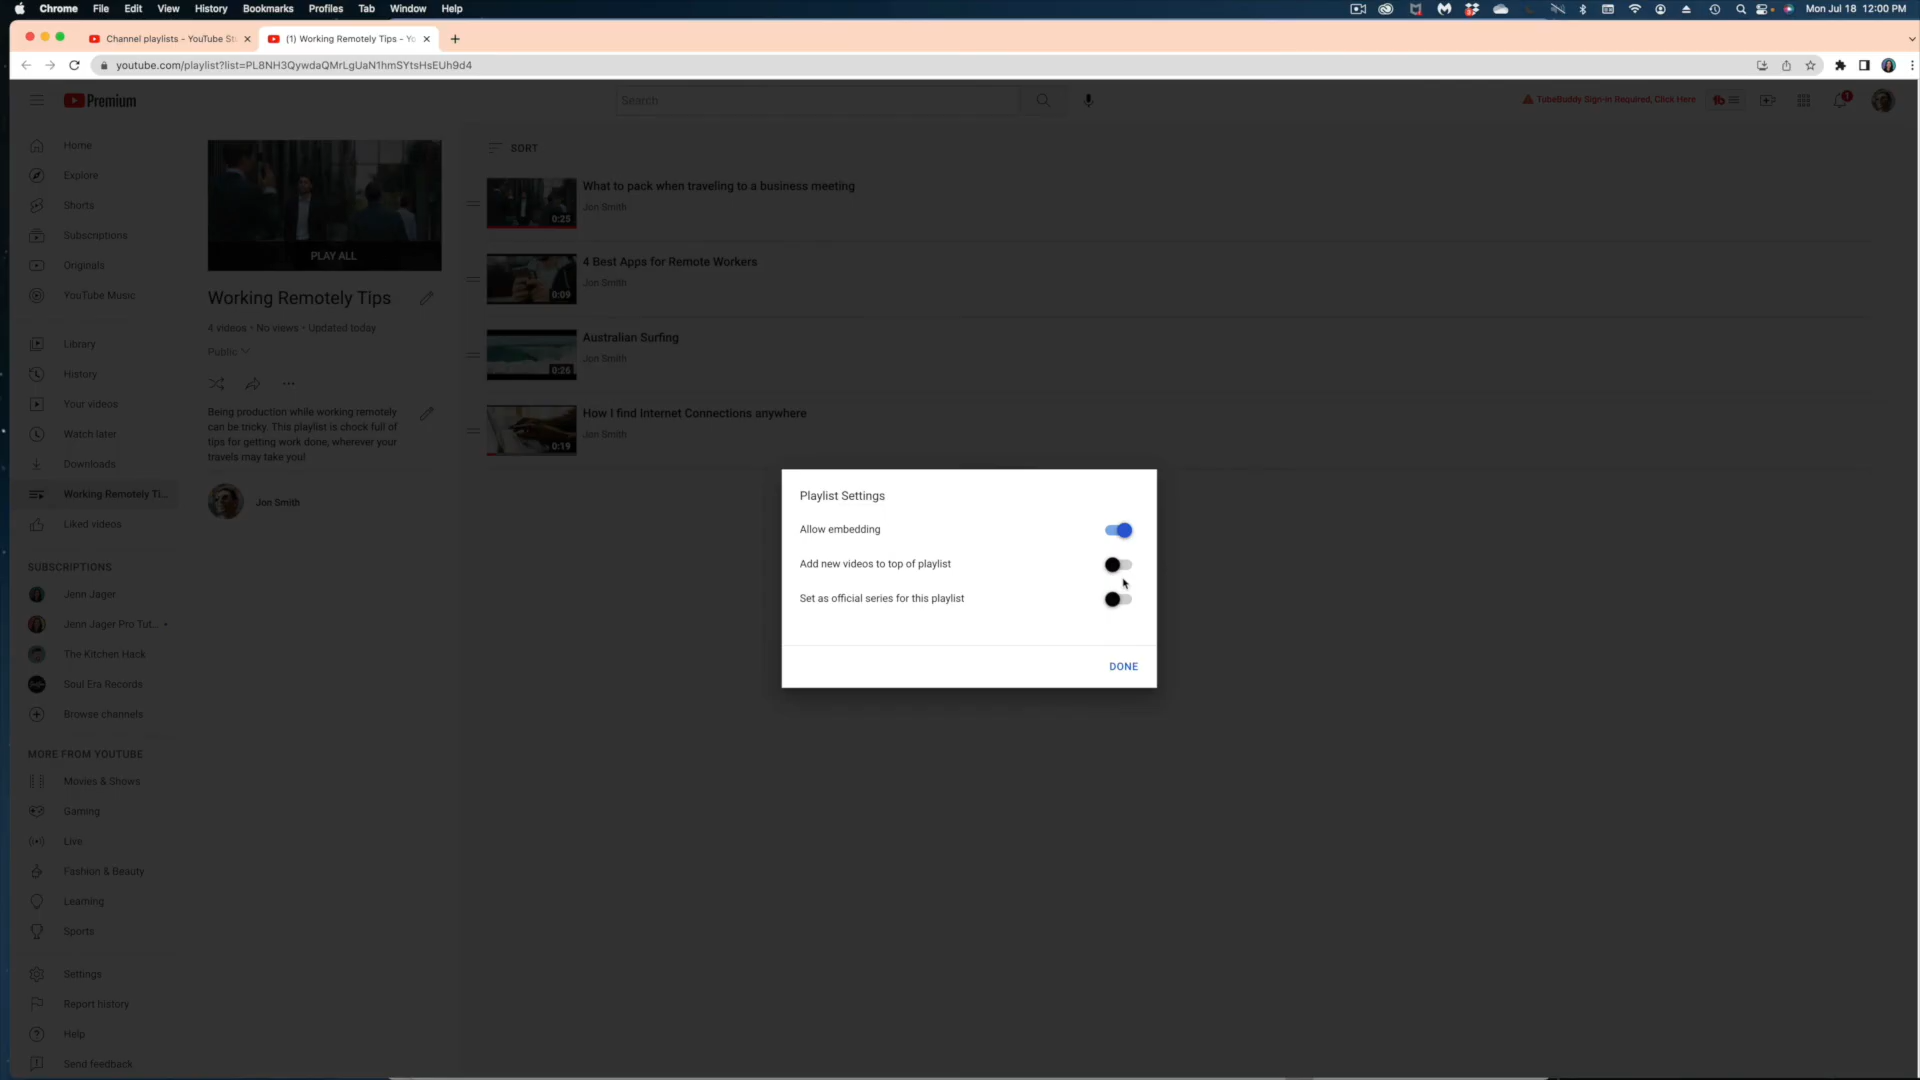 Chrome File Edit View History Bookmarks Profiles Tab Window Help
Mon Jul 18 12:00 PM
Channel playlists - YouTube St
(1) Working Remotely Tips - Yo
youtube.com/playlist?list=PL8NH3QywdaQMrLgUaN1hmSYtsHsEUh9d4
Premium
Search
TubeBuddy Sign-in Required, Click Here
1
Home
Explore
Shorts
Subscriptions
Originals
YouTube Music
Library
History
Your videos
Watch later
Downloads
Working Remotely Ti...
Liked videos
SUBSCRIPTIONS
Jenn Jager
Jenn Jager Pro Tut...
The Kitchen Hack
Soul Era Records
Browse channels
MORE FROM YOUTUBE
Movies & Shows
Gaming
Live
Fashion & Beauty
Learning
Sports
Settings
Report history
Help
Send feedback
PLAY ALL
Working Remotely Tips
4 videos • No views • Updated today
Public
Being production while working remotely
can be tricky. This playlist is chock full of
tips for getting work done, wherever your
travels may take you!
Jon Smith
SORT
What to pack when traveling to a business meeting
Jon Smith
0:25
4 Best Apps for Remote Workers
Jon Smith
0:09
Australian Surfing
Jon Smith
0:26
How I find Internet Connections anywhere
Jon Smith
0:19
Playlist Settings
Allow embedding
Add new videos to top of playlist
Set as official series for this playlist
DONE